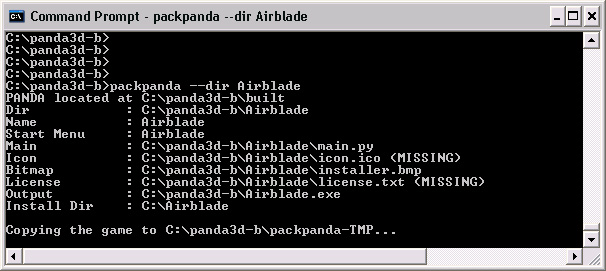 Command Prompt - packpanda --dir Airblade
C:\panda3d-b>
C:\panda3d-b>
C:\panda3d-b>
C:\panda3d-b>
C:\panda3d-b>packpanda --dir Airblade
PANDA located at C:\panda3d-b\built
Dir : C:\panda3d-b\Airblade
Name : Airblade
Start Menu : Airblade
Main : C:\panda3d-b\Airblade\main.py
Icon : C:\panda3d-b\Airblade\icon.ico (MISSING)
Bitmap : C:\panda3d-b\Airblade\installer.bmp
License : C:\panda3d-b\Airblade\license.txt (MISSING)
Output : C:\panda3d-b\Airblade.exe
Install Dir : C:\Airblade
Copying the game to C:\panda3d-b\packpanda-TMP...